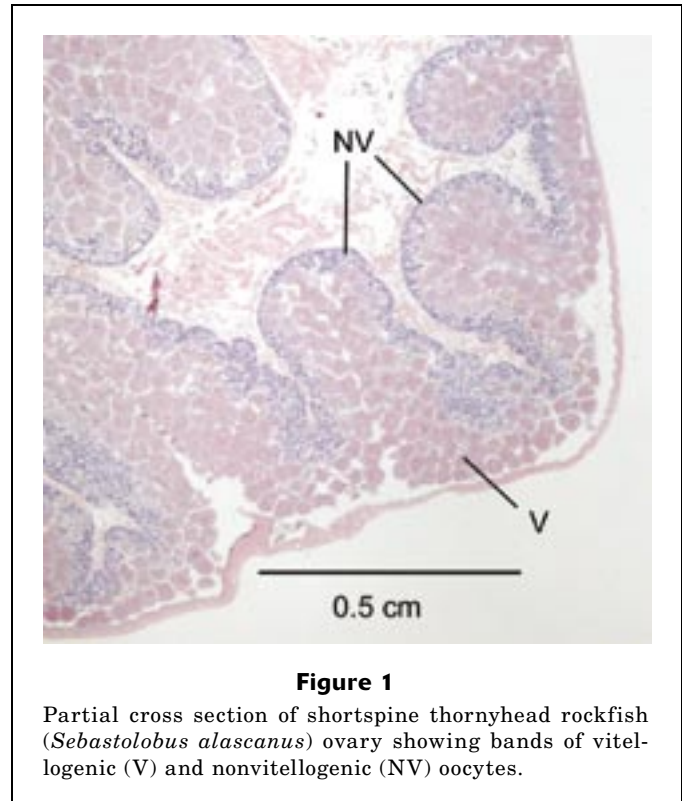 NV
V
0.5 cm
Figure 1
Partial cross section of shortspine thornyhead rockfish
(Sebastolobus alascanus) ovary showing bands of vitel-
logenic (V) and nonvitellogenic (NV) oocytes.